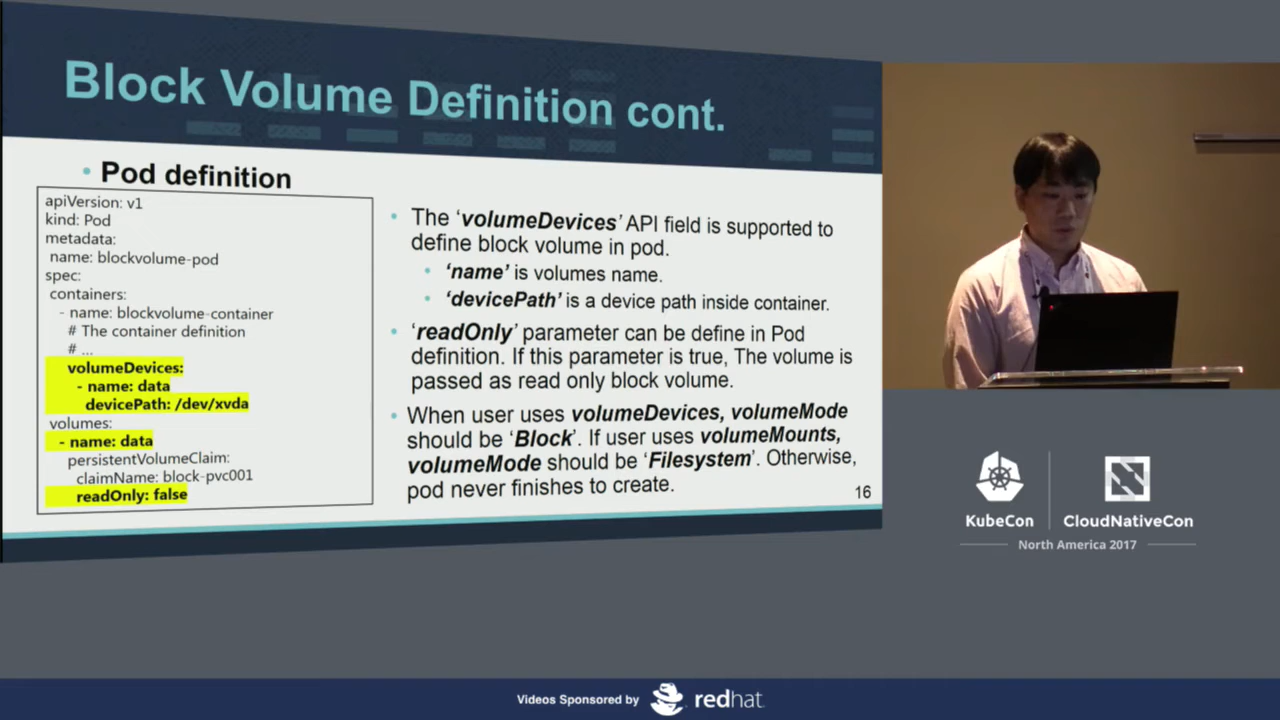 Block Volume Definition cont.
• Pod definition
apiVersion: v1
kind: Pod
metadata:
name: blockvolume-pod
spec:
containers:
- name: blockvolume-container
# The container definition
# ...
volumeDevices:
- name: data
devicePath: /dev/xvda
volumes:
- name: data
persistentVolumeClaim:
claimName: block-pvc001
readOnly: false
• The ‘volumeDevices’ API field is supported to
define block volume in pod.
• ‘name’ is volumes name.
• ‘devicePath’ is a device path inside container.
• ‘readOnly’ parameter can be define in Pod
definition. If this parameter is true, The volume is
passed as read only block volume.
• When user uses volumeDevices, volumeMode
should be ‘Block’. If user uses volumeMounts,
volumeMode should be ‘Filesystem’. Otherwise,
pod never finishes to create.
16
KubeCon
CloudNativeCon
North America 2017
Videos Sponsored by
redhat.